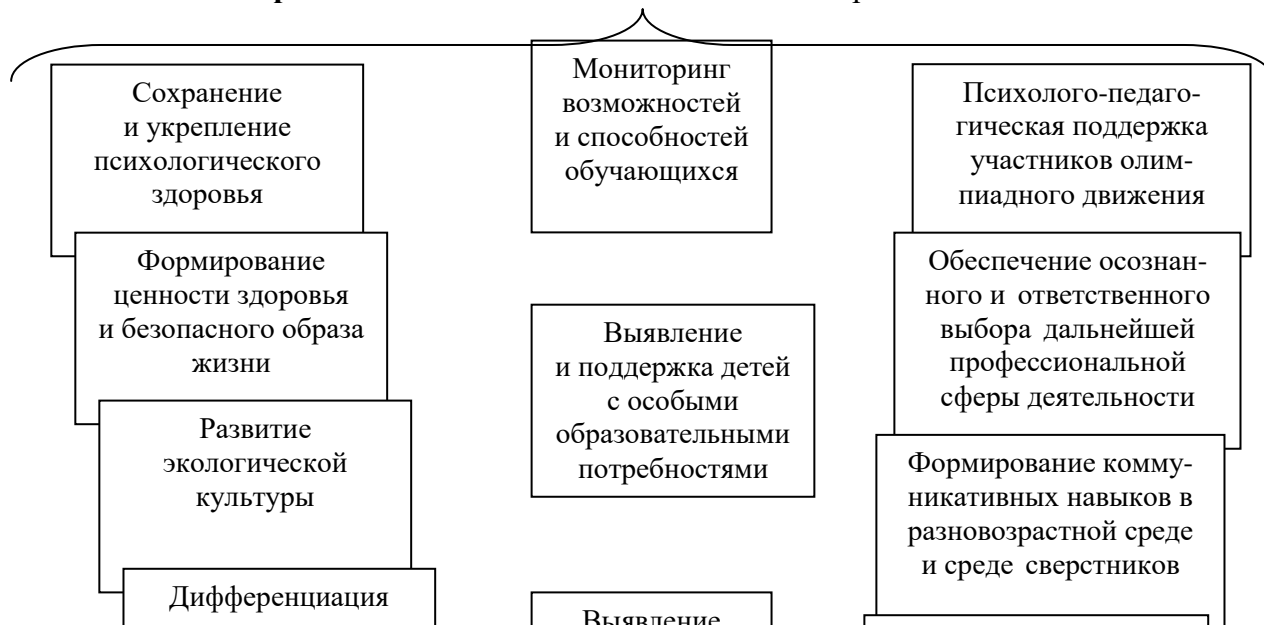 Сохранение
и укрепление
психологического
здоровья
Формирование
ценности здоровья
и безопасного образа
жизни
Развитие
экологической
культуры
Дифференциация
Мониторинг
возможностей
и способностей
обучающихся
Выявление
и поддержка детей
с особыми
образовательными
потребностями
Выявление
Психолого-педаго-
гическая поддержка
участников олим-
пиадного движения
Обеспечение осознан-
ного и ответственного
выбора дальнейшей
профессиональной
сферы деятельности
Формирование комму-
никативных навыков в
разновозрастной среде
и среде сверстников